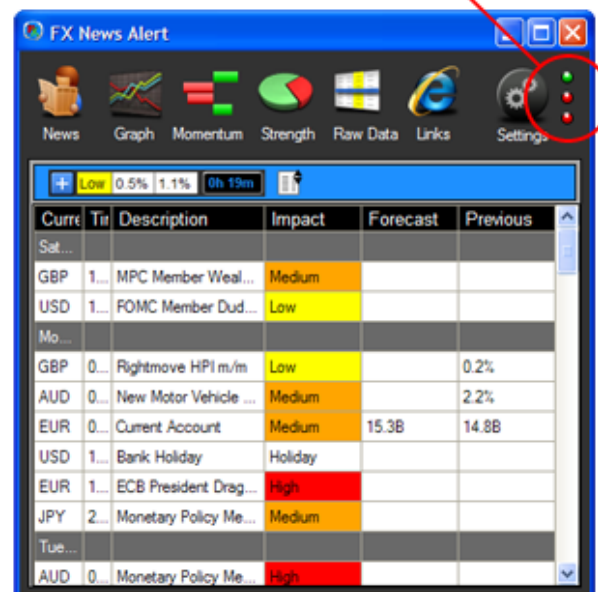 FX News Alert
News Graph Momentum Strength Raw Data Links Settings
+ Low 0.5% 1.1% 0h 19m
Curre Tir Description Impact Forecast Previous
Sat...
GBP 1... MPC Member Weal... Medium
USD 1... FOMC Member Dud... Low
Mo...
GBP 0... Rightmove HPI m/m Low 0.2%
AUD 0... New Motor Vehicle ... Medium 2.2%
EUR 0... Current Account Medium 15.3B 14.8B
USD 1... Bank Holiday Holiday
EUR 1... ECB President Drag... High
JPY 2... Monetary Policy Me... Medium
Tue...
AUD 0... Monetary Policy Me... High